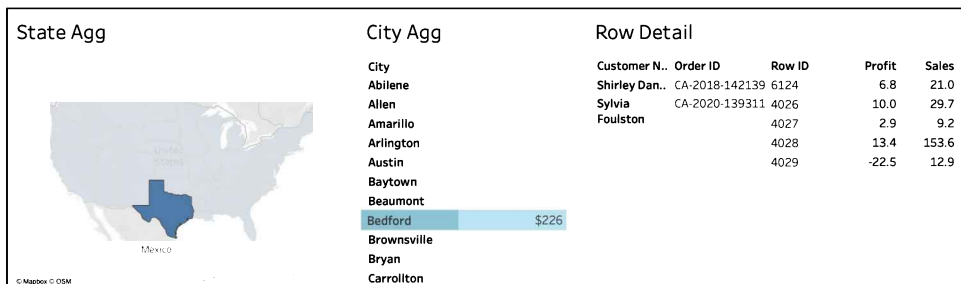 State Agg
United
States
Mexico
© Mapbox © OSM
City Agg
City
Abilene
Allen
Amarillo
Arlington
Austin
Baytown
Beaumont
Bedford $226
Brownsville
Bryan
Carrollton
Row Detail
Customer N.. Order ID Row ID Profit Sales
Shirley Dan.. CA-2018-142139 6124 6.8 21.0
Sylvia CA-2020-139311 4026 10.0 29.7
Foulston 4027 2.9 9.2
4028 13.4 153.6
4029 -22.5 12.9